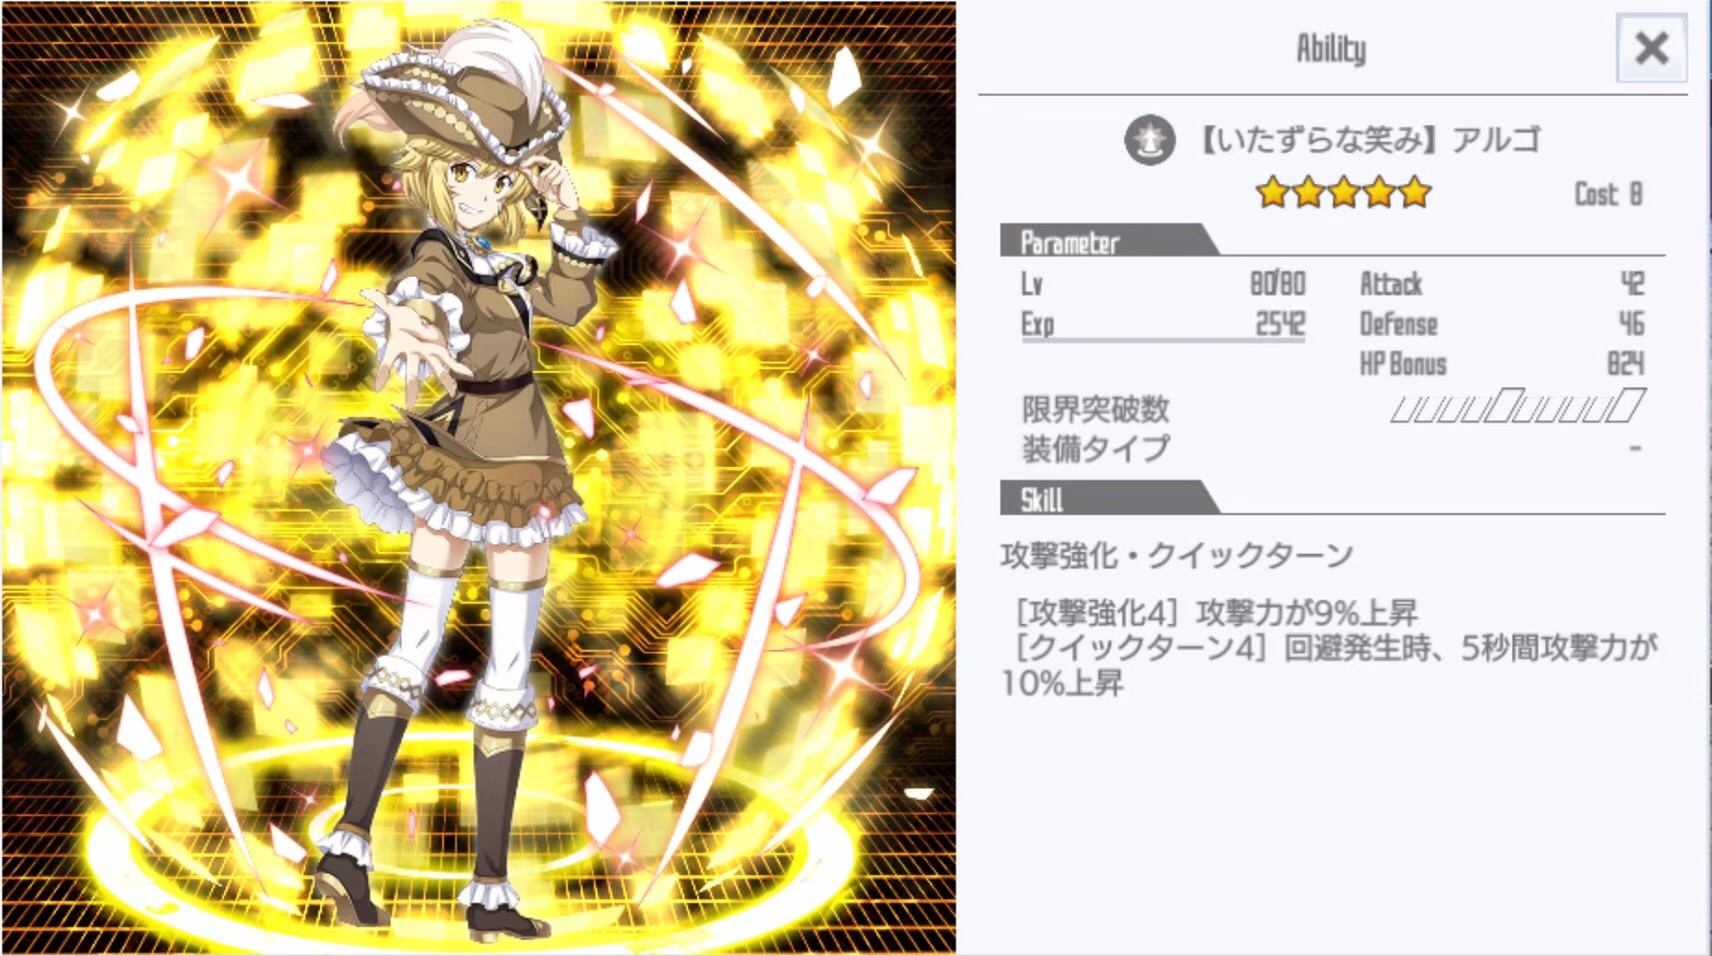 Ability
【いたずらな笑み】アルゴ
Cost 8
Parameter
Lv 80/80 Attack 42
Exp 2542 Defense 46
HP Bonus 824
限界突破数
装備タイプ -
Skill
攻撃強化・クイックターン
［攻撃強化4］攻撃力が9%上昇
［クイックターン4］回避発生時、5秒間攻撃力が
10%上昇